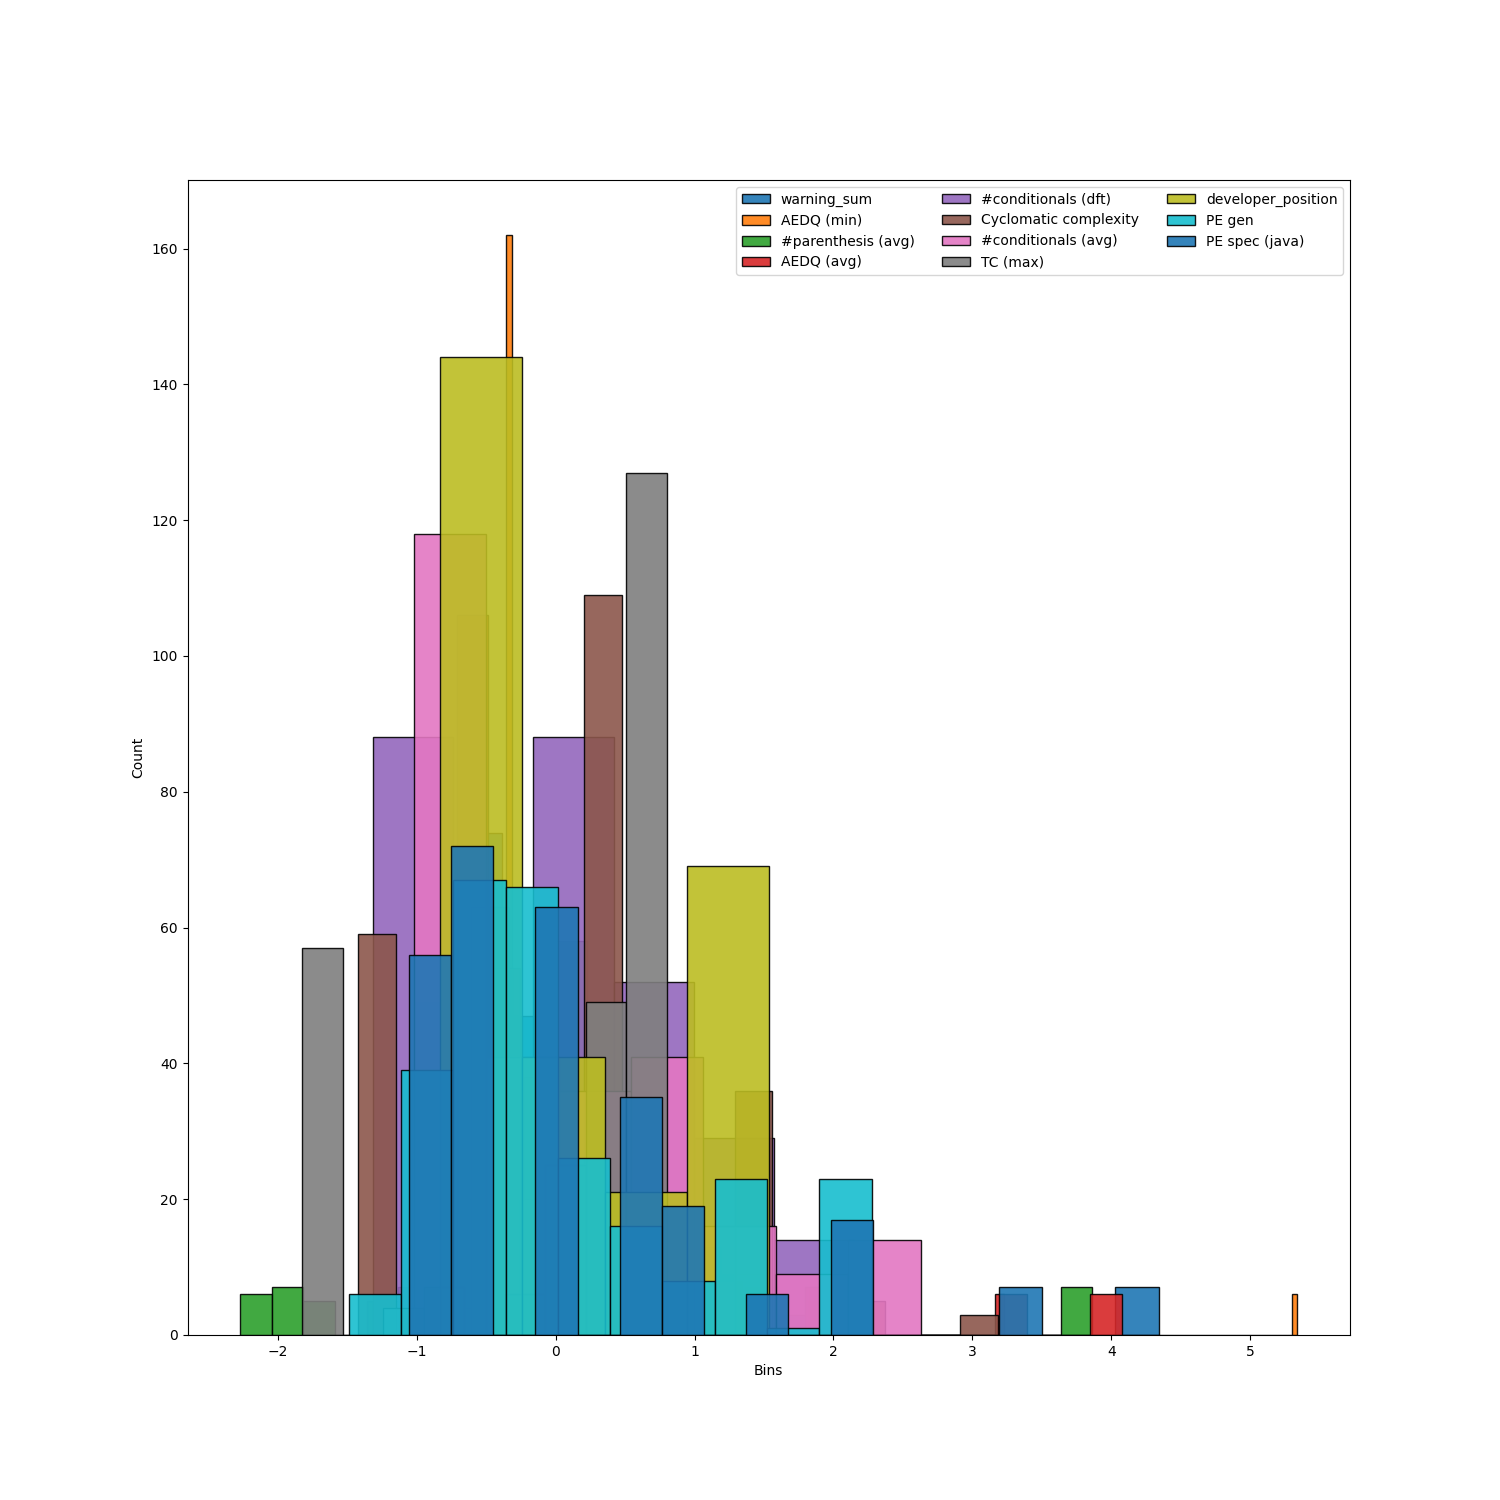 warning_sum
AEDQ (min)
#parenthesis (avg)
AEDQ (avg)
#conditionals (dft)
Cyclomatic complexity
#conditionals (avg)
TC (max)
developer_position
PE gen
PE spec (java)
160
140
120
100
80
60
40
20
0
Count
−2
−1
0
1
2
3
4
5
Bins